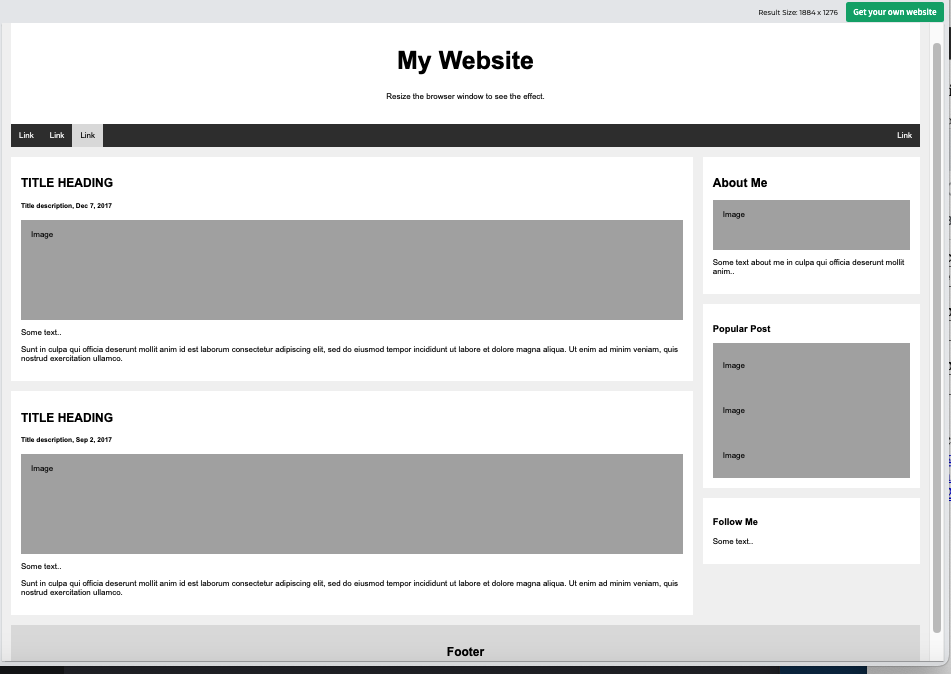 Result Size: 1884 x 1276
Get your own website
My Website
Resize the browser window to see the effect.
Link
Link
Link
Link
TITLE HEADING
Title description, Dec 7, 2017
Image
Some text..
Sunt in culpa qui officia deserunt mollit anim id est laborum consectetur adipiscing elit, sed do eiusmod tempor incididunt ut labore et dolore magna aliqua. Ut enim ad minim veniam, quis
nostrud exercitation ullamco.
TITLE HEADING
Title description, Sep 2, 2017
Image
Some text..
Sunt in culpa qui officia deserunt mollit anim id est laborum consectetur adipiscing elit, sed do eiusmod tempor incididunt ut labore et dolore magna aliqua. Ut enim ad minim veniam, quis
nostrud exercitation ullamco.
About Me
Image
Some text about me in culpa qui officia deserunt mollit
anim..
Popular Post
Image
Image
Image
Follow Me
Some text..
Footer